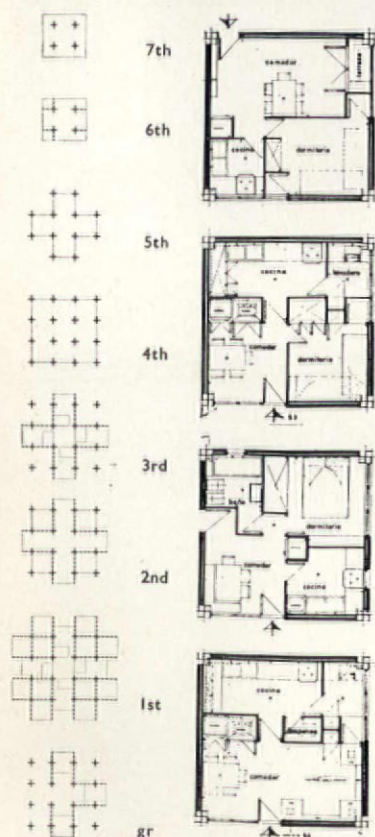 7th
6th
5th
4th
3rd
2nd
1st
gr
comedor
terraza
cocina
dormitorio
cocina
lavadero
comedor
dormitorio
baño
dormitorio
comedor
cocina
cocina
despensa
comedor